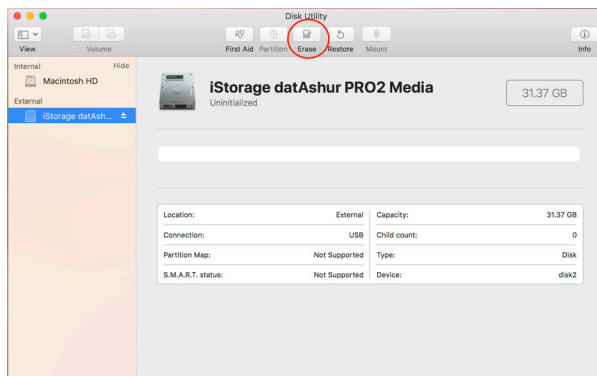 Disk Utility
View Volume First Aid Partition Erase Restore Mount Info
Internal Hide
Macintosh HD
External
iStorage datAsh...
iStorage datAshur PRO2 Media
Uninitialized
31.37 GB
Location: External Capacity: 31.37 GB
Connection: USB Child count: 0
Partition Map: Not Supported Type: Disk
S.M.A.R.T. status: Not Supported Device: disk2